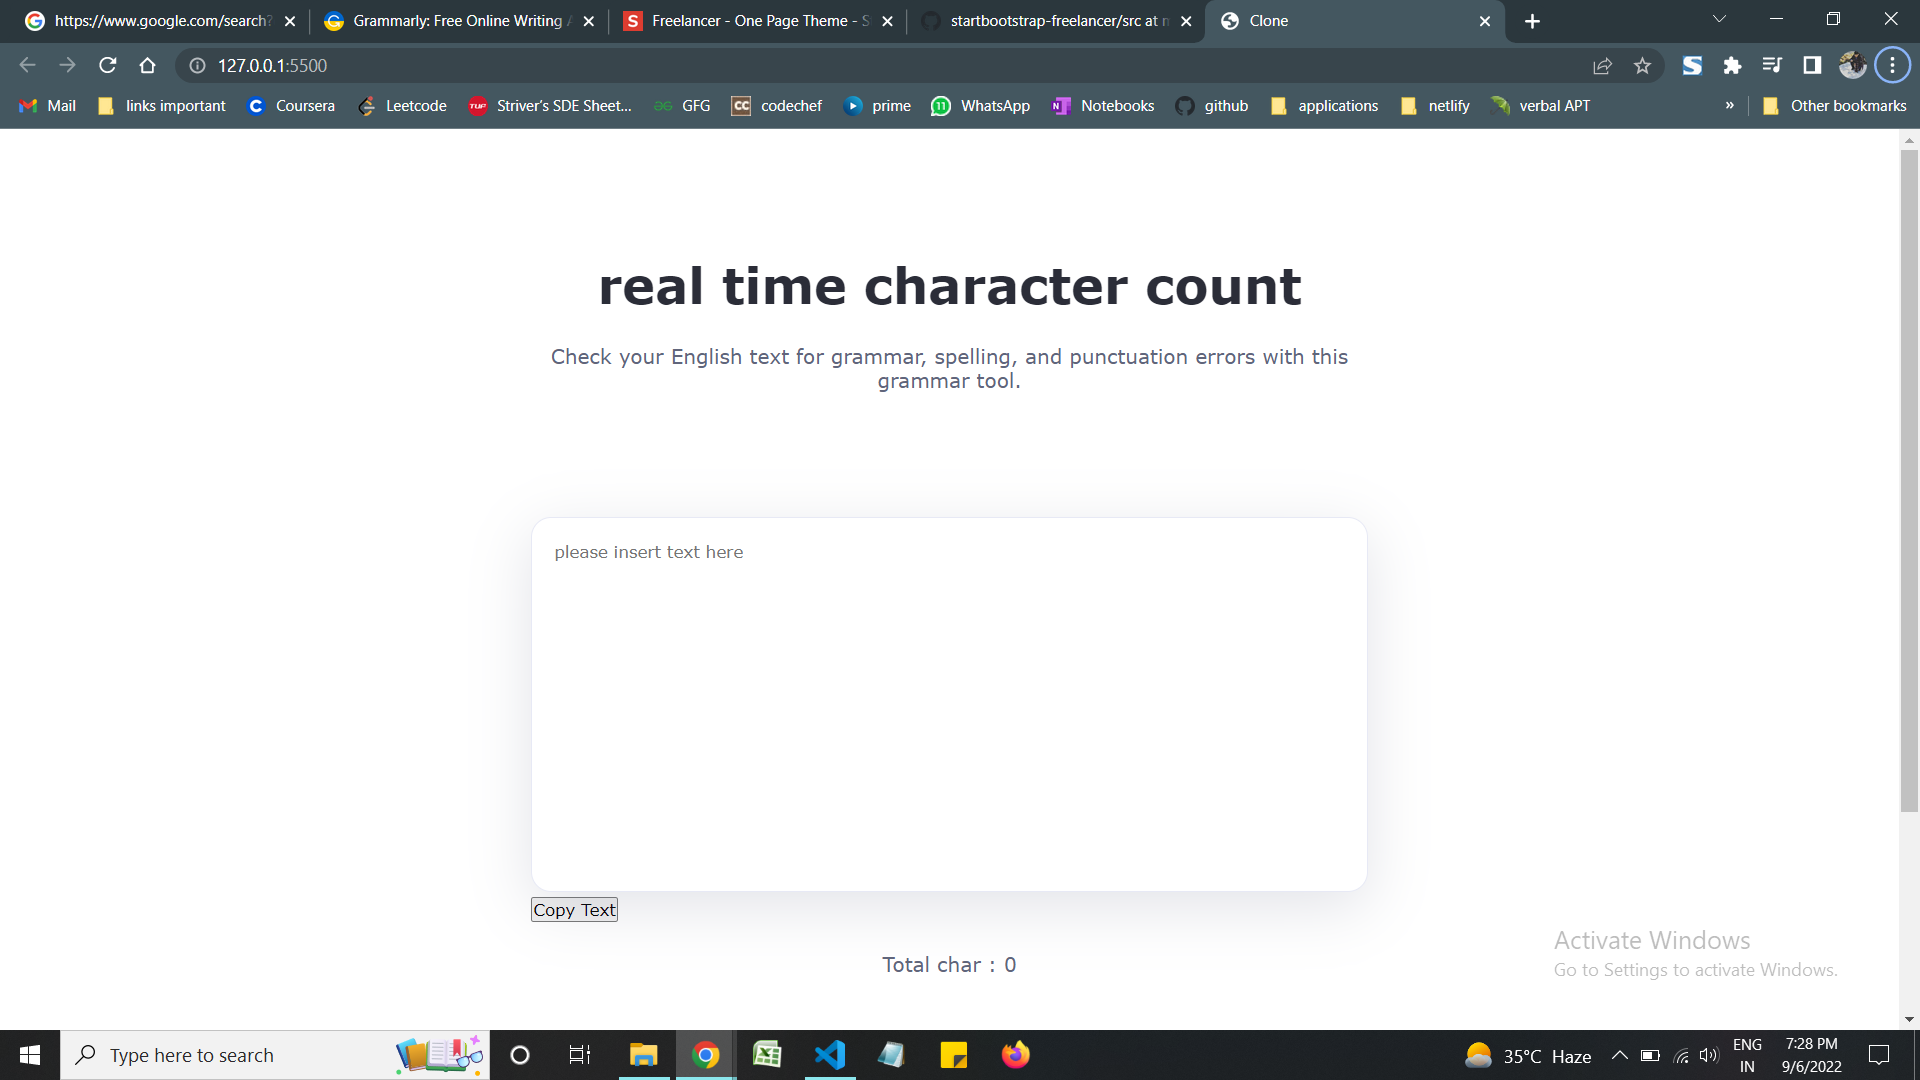 https://www.google.com/search?
Grammarly: Free Online Writing A
Freelancer - One Page Theme - S
startbootstrap-freelancer/src at m
Clone
127.0.0.1:5500
Mail
links important
Coursera
Leetcode
TUF
Striver's SDE Sheet...
GFG
CC
codechef
prime
11
WhatsApp
Notebooks
github
applications
netlify
verbal APT
»
Other bookmarks
real time character count
Check your English text for grammar, spelling, and punctuation errors with this
grammar tool.
please insert text here
Copy Text
Total char : 0
Activate Windows
Go to Settings to activate Windows.
Type here to search
35°C Haze
ENG
IN
7:28 PM
9/6/2022